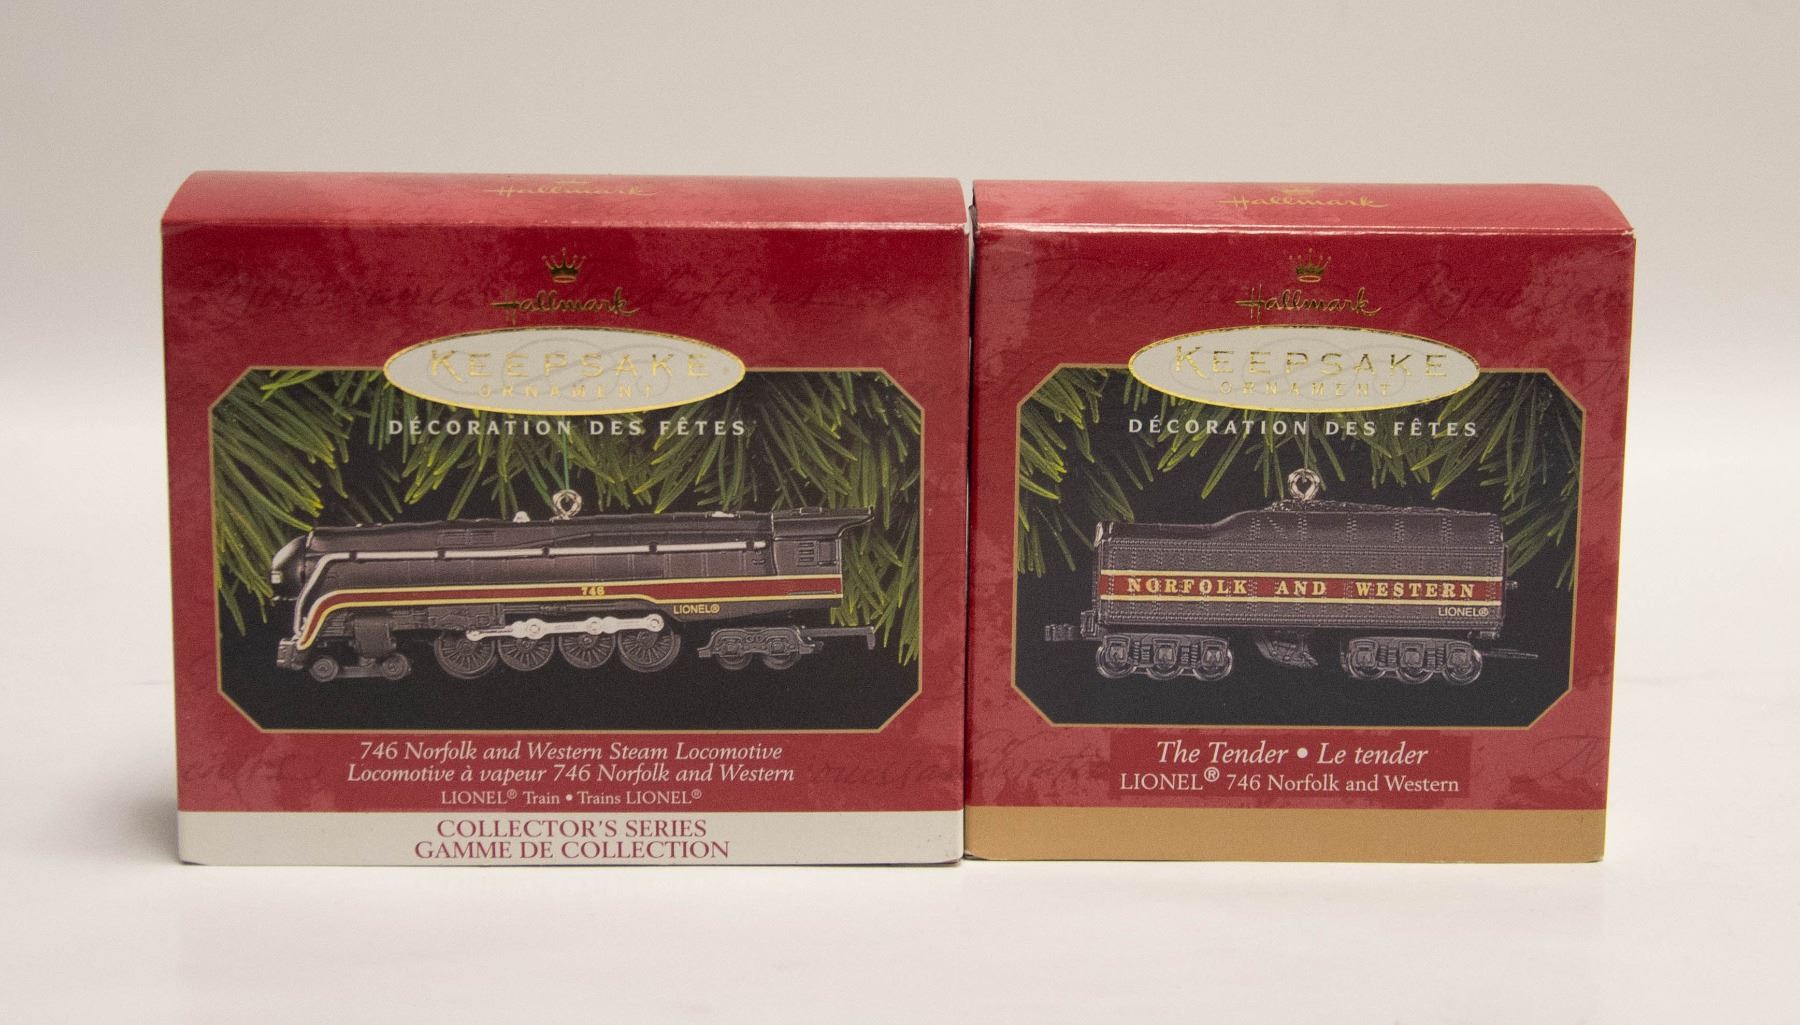 Hallmark
Hallmark
KEEPSAKE
ORNAMENT
DÉCORATION DES FÊTES
746
LIONEL®
746 Norfolk and Western Steam Locomotive
Locomotive à vapeur 746 Norfolk and Western
LIONEL® Train • Trains LIONEL®
COLLECTOR'S SERIES
GAMME DE COLLECTION
Hallmark
Hallmark
KEEPSAKE
ORNAMENT
DÉCORATION DES FÊTES
NORFOLK AND WESTERN
LIONEL®
The Tender • Le tender
LIONEL® 746 Norfolk and Western